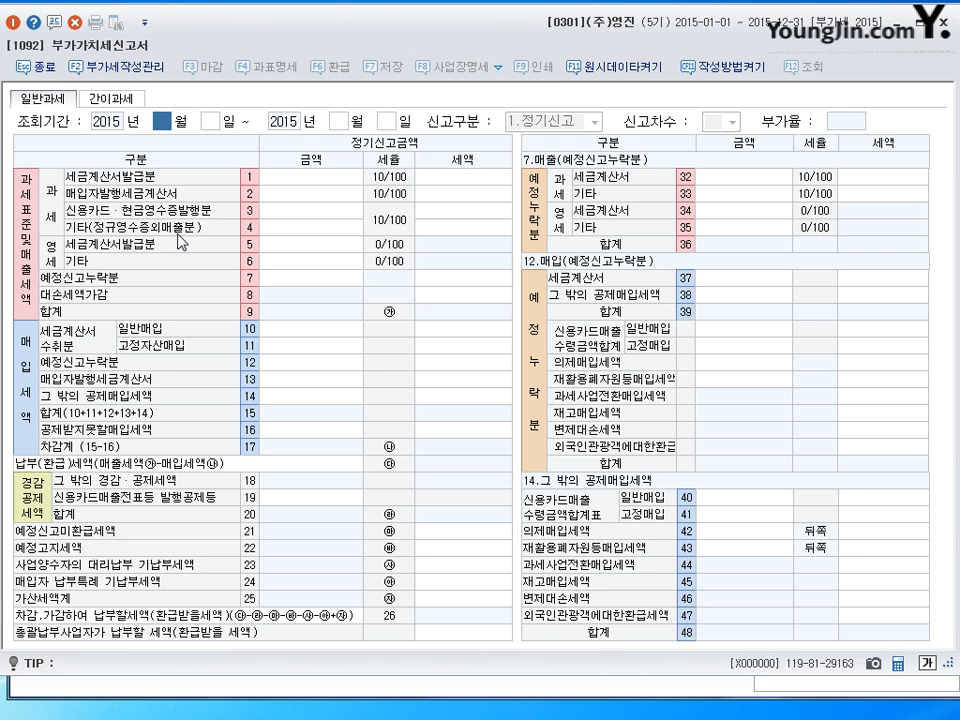 [0301](주)영진 (5기) 2015-01-01 ~ 2015-12-31 [부가세 2015]
YoungJin.com Y.
[1092] 부가가치세신고서
Esc 종료 F2 부가세작성관리 F3 마감 F4 과표명세 F6 환급 F7 저장 F8 사업장명세 F9 인쇄 F11 원시데이타켜기 CF1 작성방법켜기 F12 조회
일반과세 간이과세
조회기간 : 2015 년 월 일 ~ 2015 년 월 일 신고구분 : 1.정기신고 신고차수 : 부가율 :
정기신고금액
구분 금액 세율 세액
과세표준및매출세액
과세
세금계산서발급분 1 10/100
매입자발행세금계산서 2 10/100
신용카드·현금영수증발행분 3 10/100
기타(정규영수증외매출분) 4
영세
세금계산서발급분 5 0/100
기타 6 0/100
예정신고누락분 7
대손세액가감 8
합계 9 ㉮
매입세액
세금계산서 수취분
일반매입 10
고정자산매입 11
예정신고누락분 12
매입자발행세금계산서 13
그 밖의 공제매입세액 14
합계(10+11+12+13+14) 15
공제받지못할매입세액 16
차감계 (15-16) 17 ㉯
납부(환급)세액(매출세액㉮-매입세액㉯) ㉰
경감공제세액
그 밖의 경감·공제세액 18
신용카드매출전표등 발행공제등 19
합계 20 ㉱
예정신고미환급세액 21 ㉲
예정고지세액 22 ㉳
사업양수자의 대리납부 기납부세액 23 ㉴
매입자 납부특례 기납부세액 24 ㉵
가산세액계 25 ㉶
차감.가감하여 납부할세액(환급받을세액)(㉰-㉱-㉲-㉳-㉴-㉵+㉶) 26
총괄납부사업자가 납부할 세액(환급받을 세액)
구분 금액 세율 세액
7.매출(예정신고누락분)
예정누락분
과세
세금계산서 32 10/100
기타 33 10/100
영세
세금계산서 34 0/100
기타 35 0/100
합계 36
12.매입(예정신고누락분)
예정누락분
세금계산서 37
그 밖의 공제매입세액 38
합계 39
신용카드매출 수령금액합계
일반매입
고정매입
의제매입세액
재활용폐자원등매입세액
과세사업전환매입세액
재고매입세액
변제대손세액
외국인관광객에대한환급
합계
14.그 밖의 공제매입세액
신용카드매출 수령금액합계표
일반매입 40
고정매입 41
의제매입세액 42 뒤쪽
재활용폐자원등매입세액 43 뒤쪽
과세사업전환매입세액 44
재고매입세액 45
변제대손세액 46
외국인관광객에대한환급세액 47
합계 48
TIP :
[X000000] 119-81-29163 가